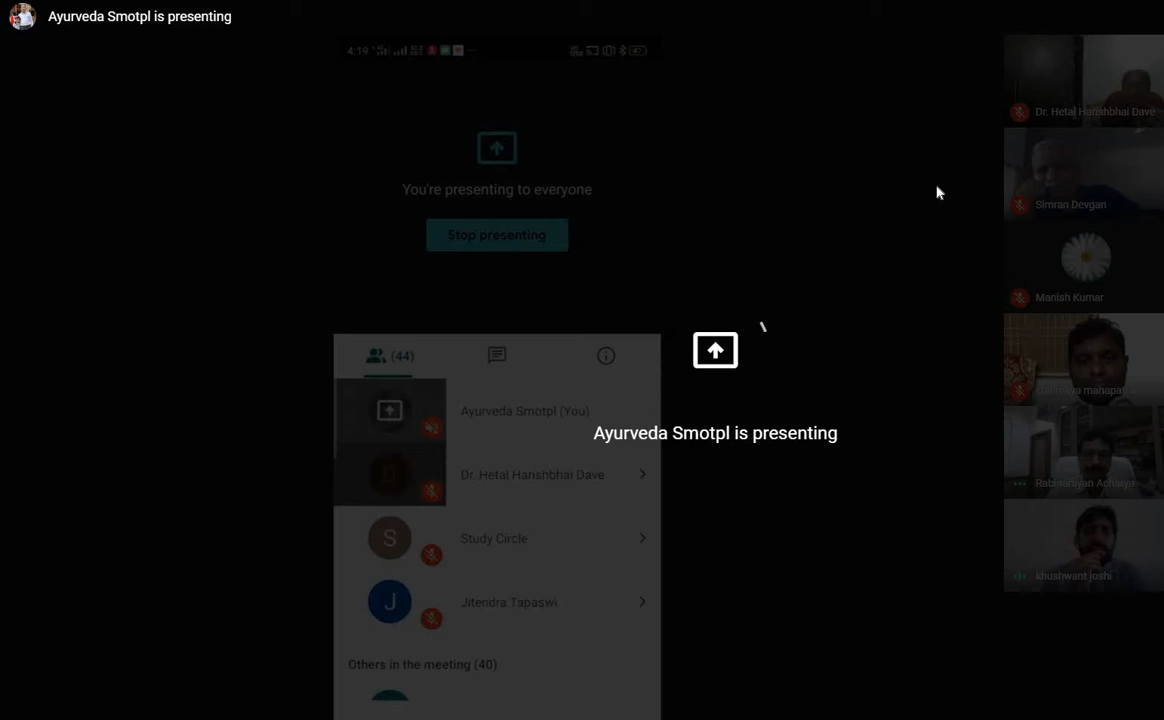 Ayurveda Smotpl is presenting
4:19
You're presenting to everyone
Stop presenting
(44)
Ayurveda Smotpl (You)
Ayurveda Smotpl is presenting
Dr. Hetal Harishbhai Dave
S
Study Circle
J
Jitendra Tapaswi
Others in the meeting (40)
Dr. Hetal Harishbhai Dave
Simran Devgan
Manish Kumar
Rabinarayan Acharya
khushwant joshi